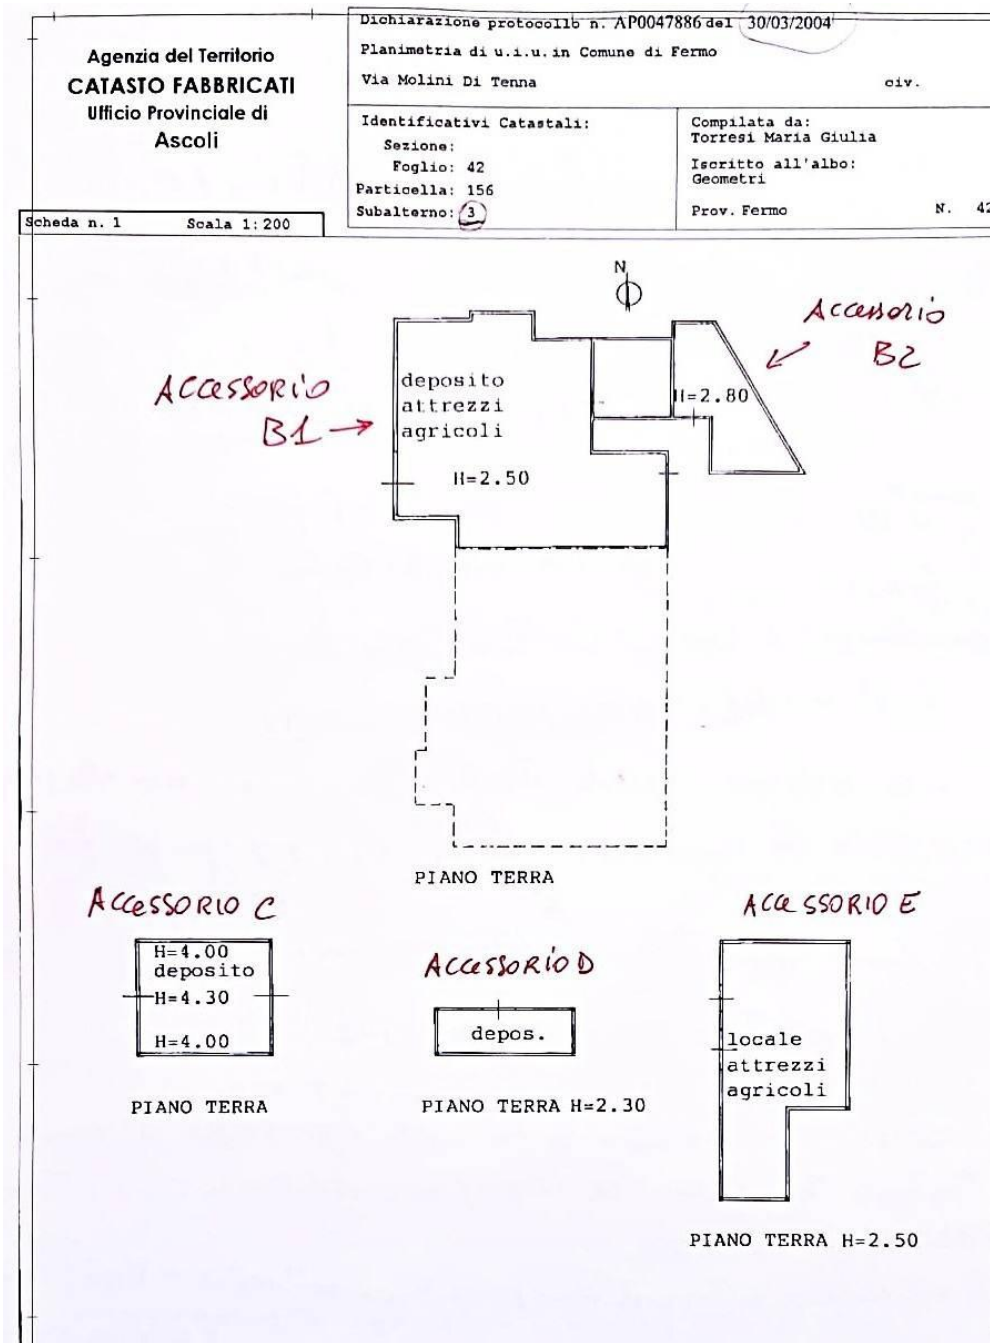 Agenzia del Territorio
CATASTO FABBRICATI
Ufficio Provinciale di
Ascoli
Dichiarazione protocollo n. AP0047886 del 30/03/2004
Planimetria di u.i.u. in Comune di Fermo
Via Molini Di Tenna civ.
Identificativi Catastali:
Sezione:
Foglio: 42
Particella: 156
Subalterno: 3
Compilata da:
Torresi Maria Giulia
Iscritto all'albo:
Geometri
Prov. Fermo N. 42
Scheda n. 1 Scala 1:200
N
ACCESSORIO
B1
Accessorio
B2
deposito
attrezzi
agricoli
H=2.50
H=2.80
PIANO TERRA
ACCESSORIO C
H=4.00
deposito
H=4.30
H=4.00
PIANO TERRA
ACCESSORIO D
depos.
PIANO TERRA H=2.30
ACCESSORIO E
locale
attrezzi
agricoli
PIANO TERRA H=2.50